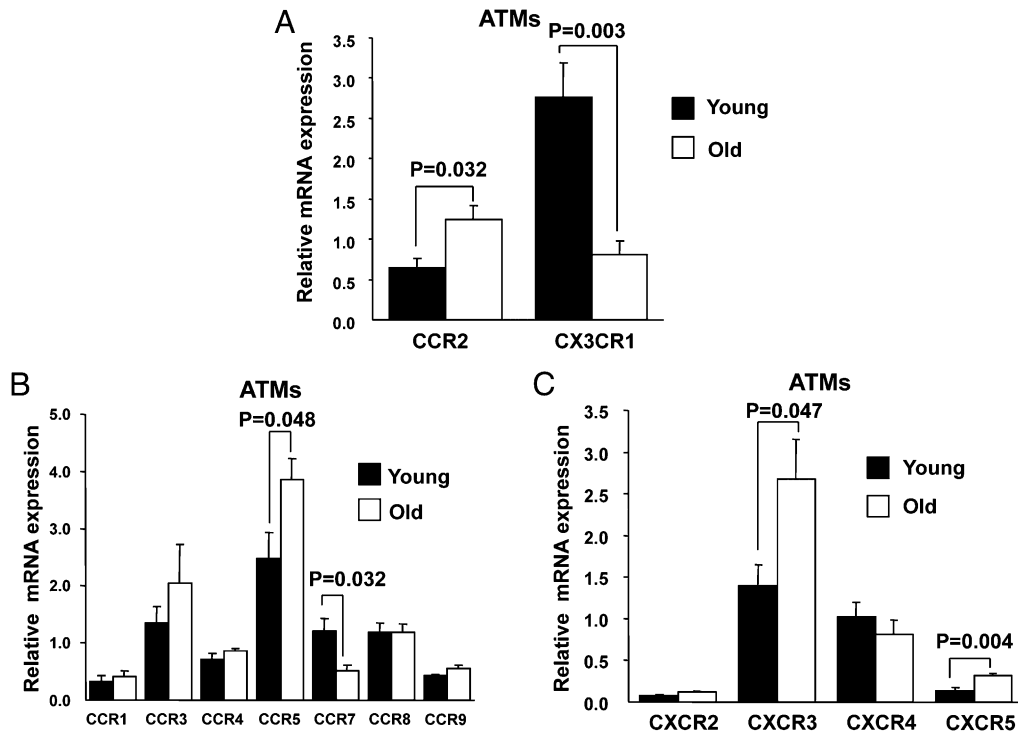 A
ATMs
P=0.003
3.5
3.0
2.5
2.0
1.5
1.0
0.5
0.0
Relative mRNA expression
P=0.032
Young
Old
CCR2 CX3CR1
B
ATMs
P=0.048
5.0
4.0
3.0
2.0
1.0
0.0
Relative mRNA expression
Young
Old
P=0.032
CCR1 CCR3 CCR4 CCR5 CCR7 CCR8 CCR9
C
ATMs
P=0.047
3.5
3.0
2.5
2.0
1.5
1.0
0.5
0.0
Relative mRNA expression
Young
Old
P=0.004
CXCR2 CXCR3 CXCR4 CXCR5